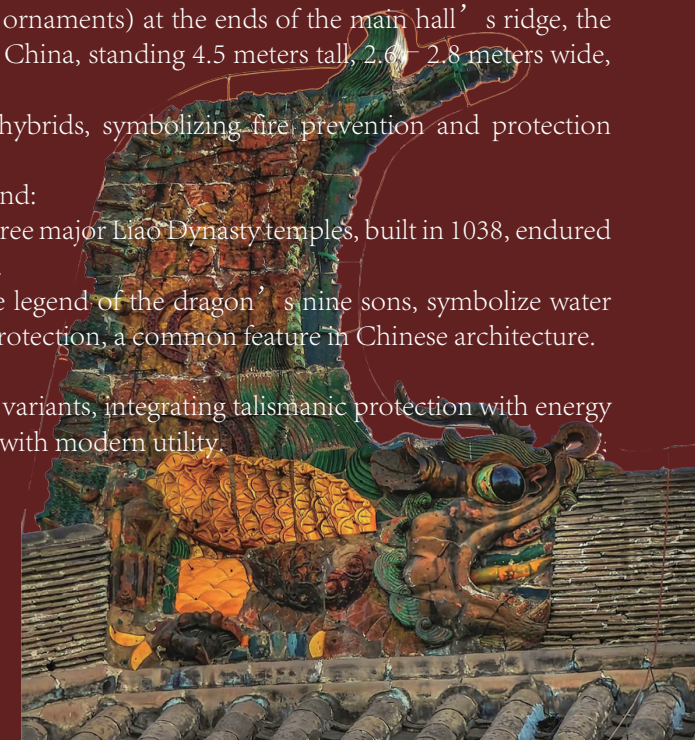 ornaments) at the ends of the main hall’s ridge, the
China, standing 4.5 meters tall, 2.6– 2.8 meters wide,
hybrids, symbolizing fire prevention and protection
nd:
ree major Liao Dynasty temples, built in 1038, endured
.
e legend of the dragon’s nine sons, symbolize water
rotection, a common feature in Chinese architecture.
variants, integrating talismanic protection with energy
with modern utility.